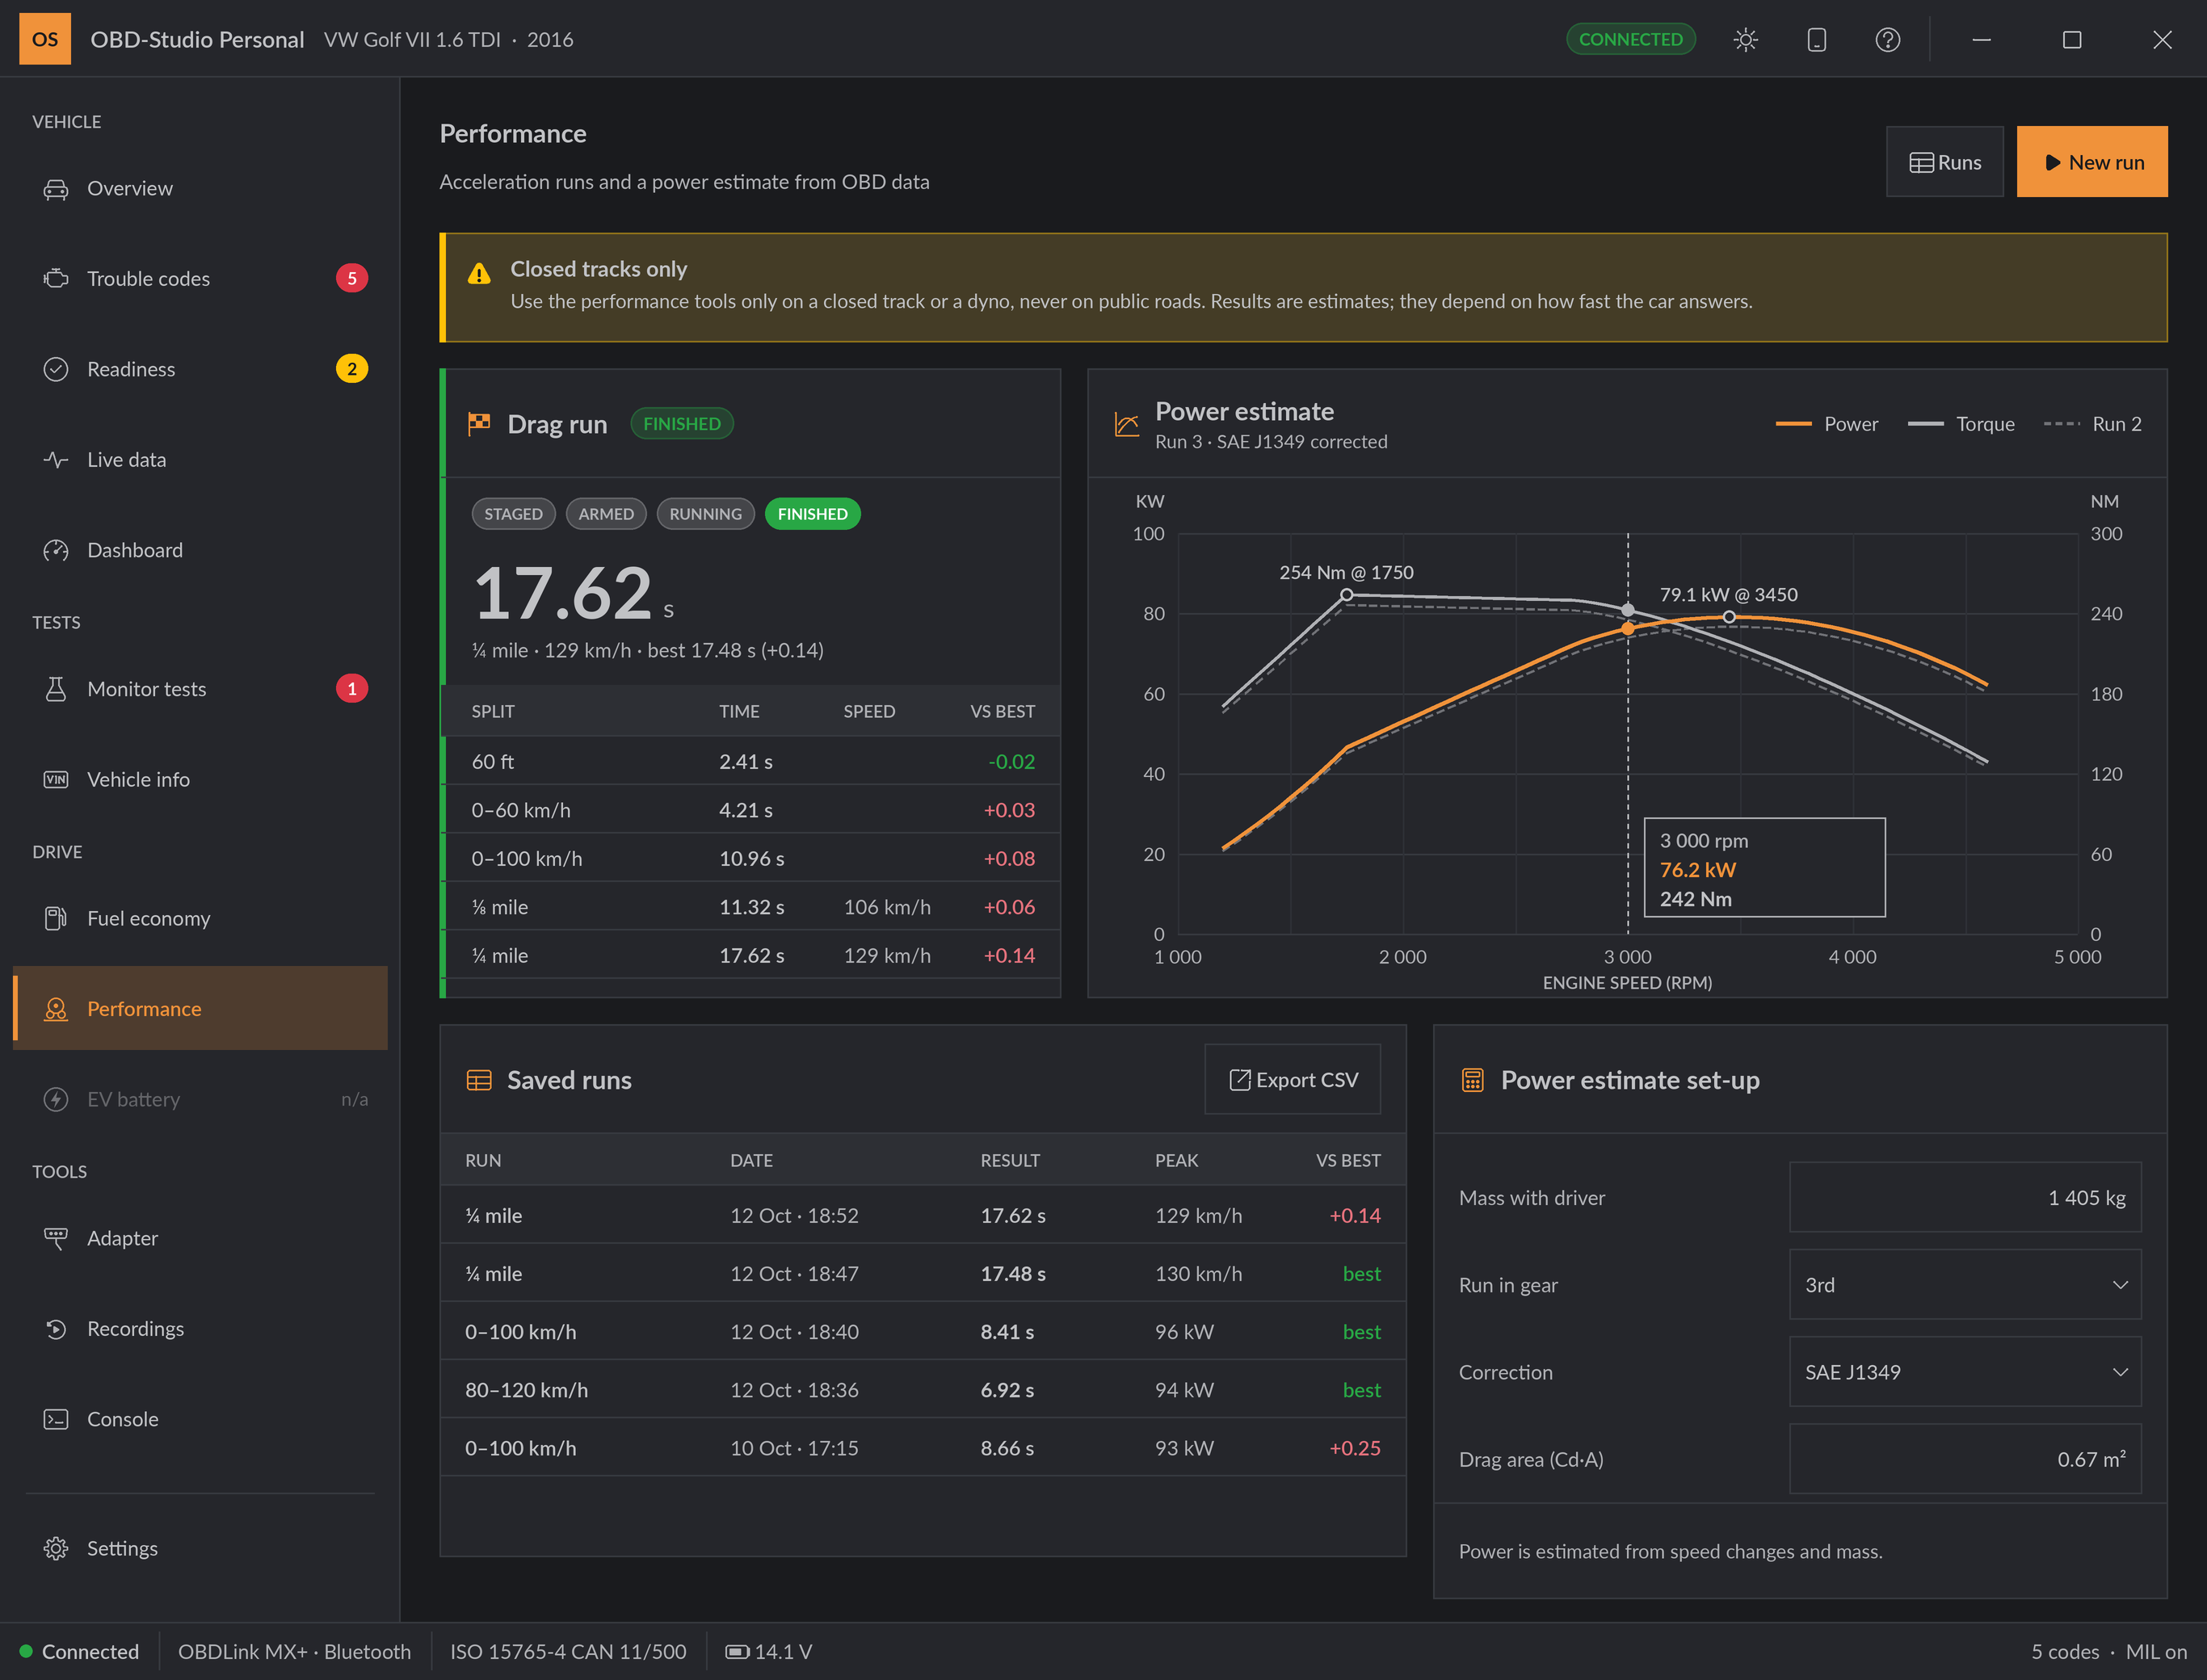 OS OBD-Studio Personal VW Golf VII 1.6 TDI · 2016 CONNECTED
VEHICLE
Overview
Trouble codes 5
Readiness 2
Live data
Dashboard
TESTS
Monitor tests 1
VIN Vehicle info
DRIVE
Fuel economy
Performance
EV battery n/a
TOOLS
Adapter
Recordings
Console
Settings
Performance
Acceleration runs and a power estimate from OBD data
Runs
New run
Closed tracks only
Use the performance tools only on a closed track or a dyno, never on public roads. Results are estimates; they depend on how fast the car answers.
Drag run FINISHED
STAGED ARMED RUNNING FINISHED
17.62 s
¼ mile · 129 km/h · best 17.48 s (+0.14)
SPLIT TIME SPEED VS BEST
60 ft 2.41 s -0.02
0–60 km/h 4.21 s +0.03
0–100 km/h 10.96 s +0.08
⅛ mile 11.32 s 106 km/h +0.06
¼ mile 17.62 s 129 km/h +0.14
Power estimate
Run 3 · SAE J1349 corrected
Power Torque Run 2
KW NM
100 300
254 Nm @ 1750
79.1 kW @ 3450
80 240
60 180
40 120
3 000 rpm
76.2 kW
242 Nm
20 60
0 0
1 000 2 000 3 000 4 000 5 000
ENGINE SPEED (RPM)
Saved runs
Export CSV
RUN DATE RESULT PEAK VS BEST
¼ mile 12 Oct · 18:52 17.62 s 129 km/h +0.14
¼ mile 12 Oct · 18:47 17.48 s 130 km/h best
0–100 km/h 12 Oct · 18:40 8.41 s 96 kW best
80–120 km/h 12 Oct · 18:36 6.92 s 94 kW best
0–100 km/h 10 Oct · 17:15 8.66 s 93 kW +0.25
Power estimate set-up
Mass with driver 1 405 kg
Run in gear 3rd
Correction SAE J1349
Drag area (Cd·A) 0.67 m²
Power is estimated from speed changes and mass.
Connected OBDLink MX+ · Bluetooth ISO 15765-4 CAN 11/500 14.1 V 5 codes · MIL on